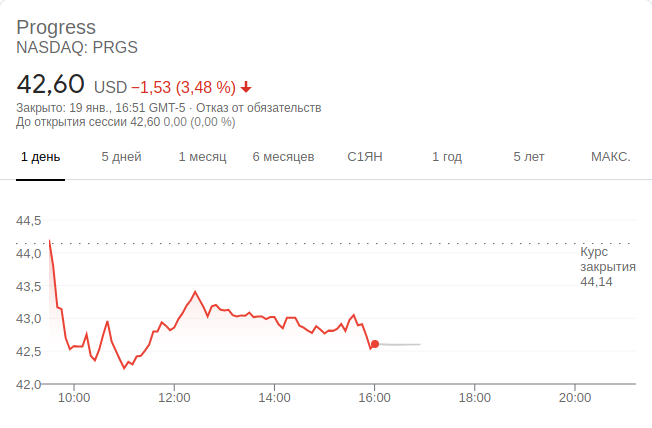 Progress
NASDAQ: PRGS
42,60 USD −1,53 (3,48 %)
Закрыто: 19 янв., 16:51 GMT-5 · Отказ от обязательств
До открытия сессии 42,60 0,00 (0,00 %)
1 день 5 дней 1 месяц 6 месяцев С1ЯН 1 год 5 лет МАКС.
44,5
44,0
43,5
43,0
42,5
42,0
Курс
закрытия
44,14
10:00 12:00 14:00 16:00 18:00 20:00